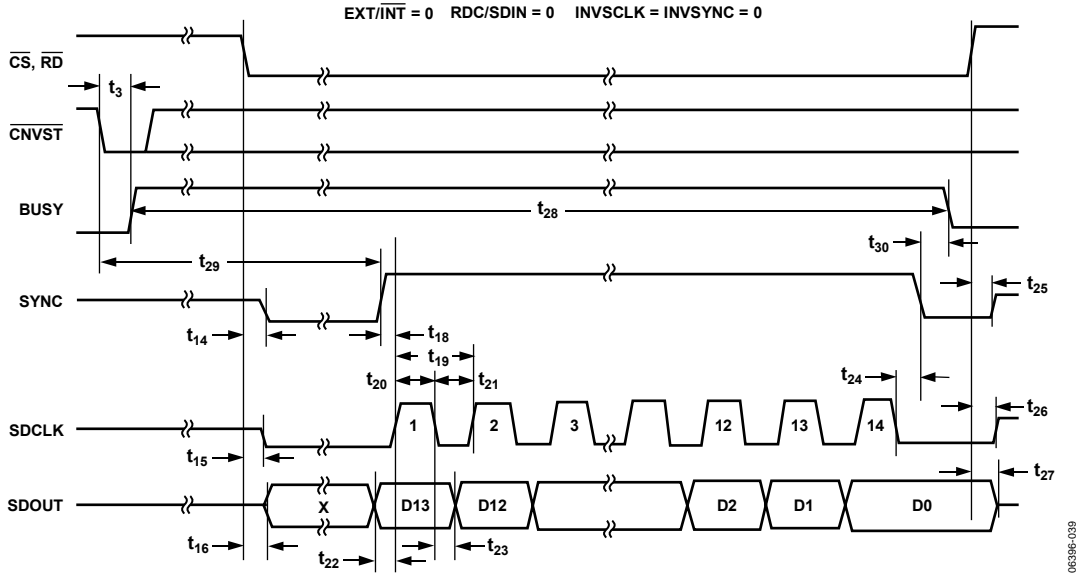 EXT/INT = 0 RDC/SDIN = 0 INVSCLK = INVSYNC = 0
CS, RD
t3
CNVST
BUSY
t28
t30
t29
SYNC
t25
t14
t18
t19
t20
t21
t24
t26
SDCLK
1
2
3
12
13
14
t15
t27
SDOUT
X
D13
D12
D2
D1
D0
t16
t22
t23
06396-039